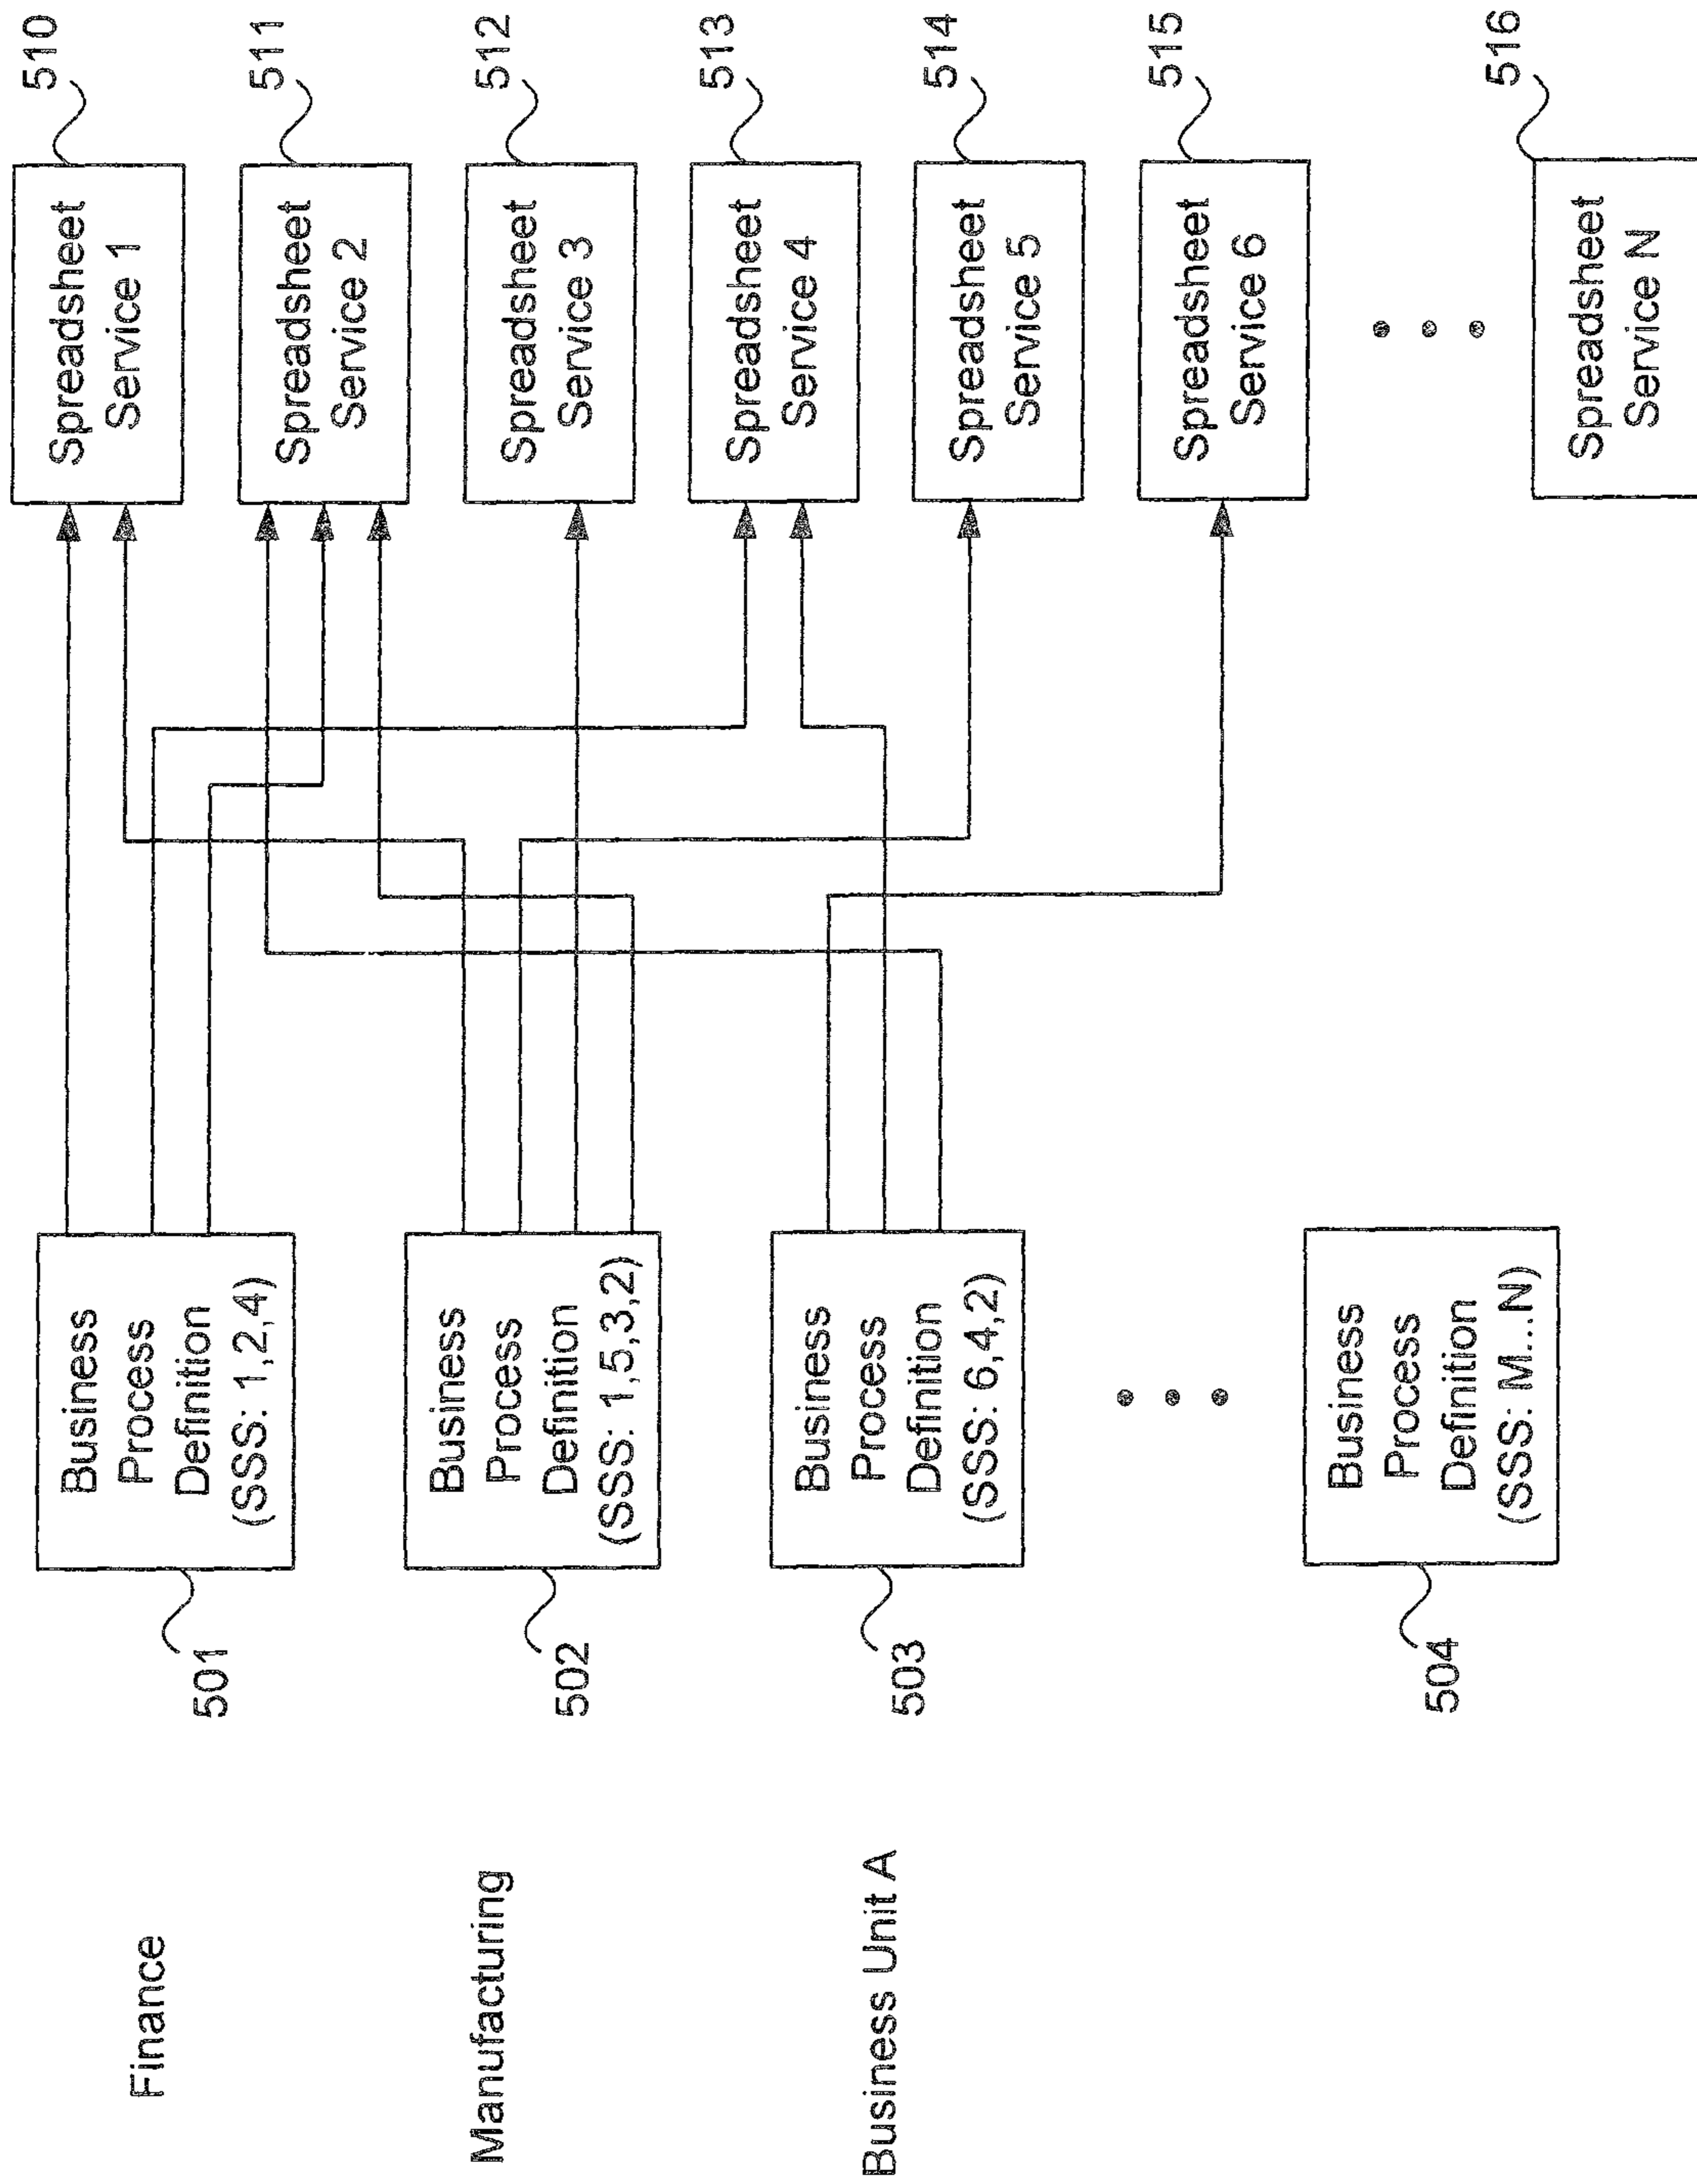 Finance
Manufacturing
Business Unit A
501
Business
Process
Definition
(SSS: 1,2,4)
502
Business
Process
Definition
(SSS: 1,5,3,2)
503
Business
Process
Definition
(SSS: 6,4,2)
504
Business
Process
Definition
(SSS: M...N)
Spreadsheet
Service 1
510
Spreadsheet
Service 2
511
Spreadsheet
Service 3
512
Spreadsheet
Service 4
513
Spreadsheet
Service 5
514
Spreadsheet
Service 6
515
Spreadsheet
Service N
516